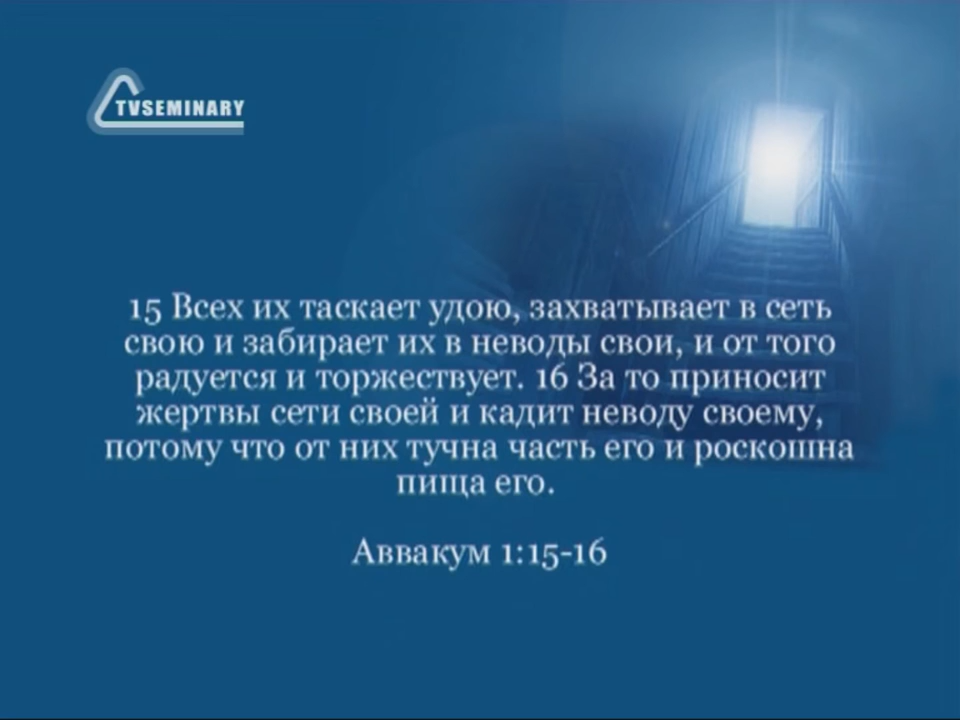 TVSEMINARY
15 Всех их таскает удою, захватывает в сеть
свою и забирает их в неводы свои, и от того
радуется и торжествует. 16 За то приносит
жертвы сети своей и кадит неводу своему,
потому что от них тучна часть его и роскошна
пища его.
Аввакум 1:15-16